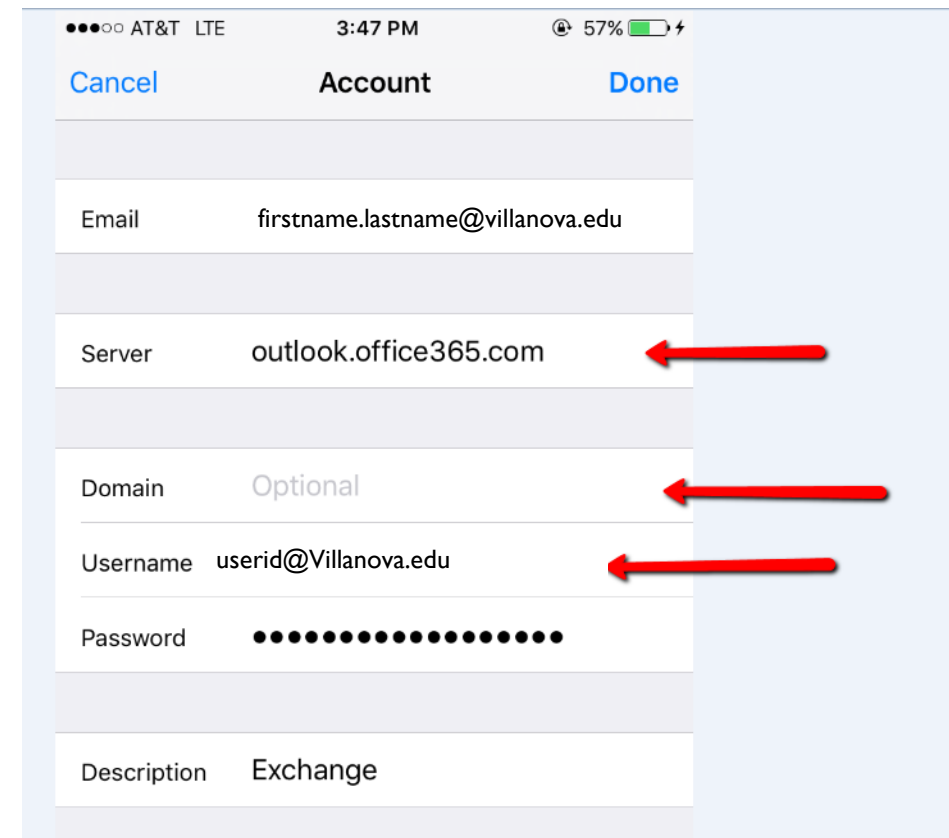 ●●●○○ AT&T LTE 3:47 PM 57%
Cancel Account Done
Email firstname.lastname@villanova.edu
Server outlook.office365.com
Domain Optional
Username userid@Villanova.edu
Password ●●●●●●●●●●●●●●●●●●
Description Exchange